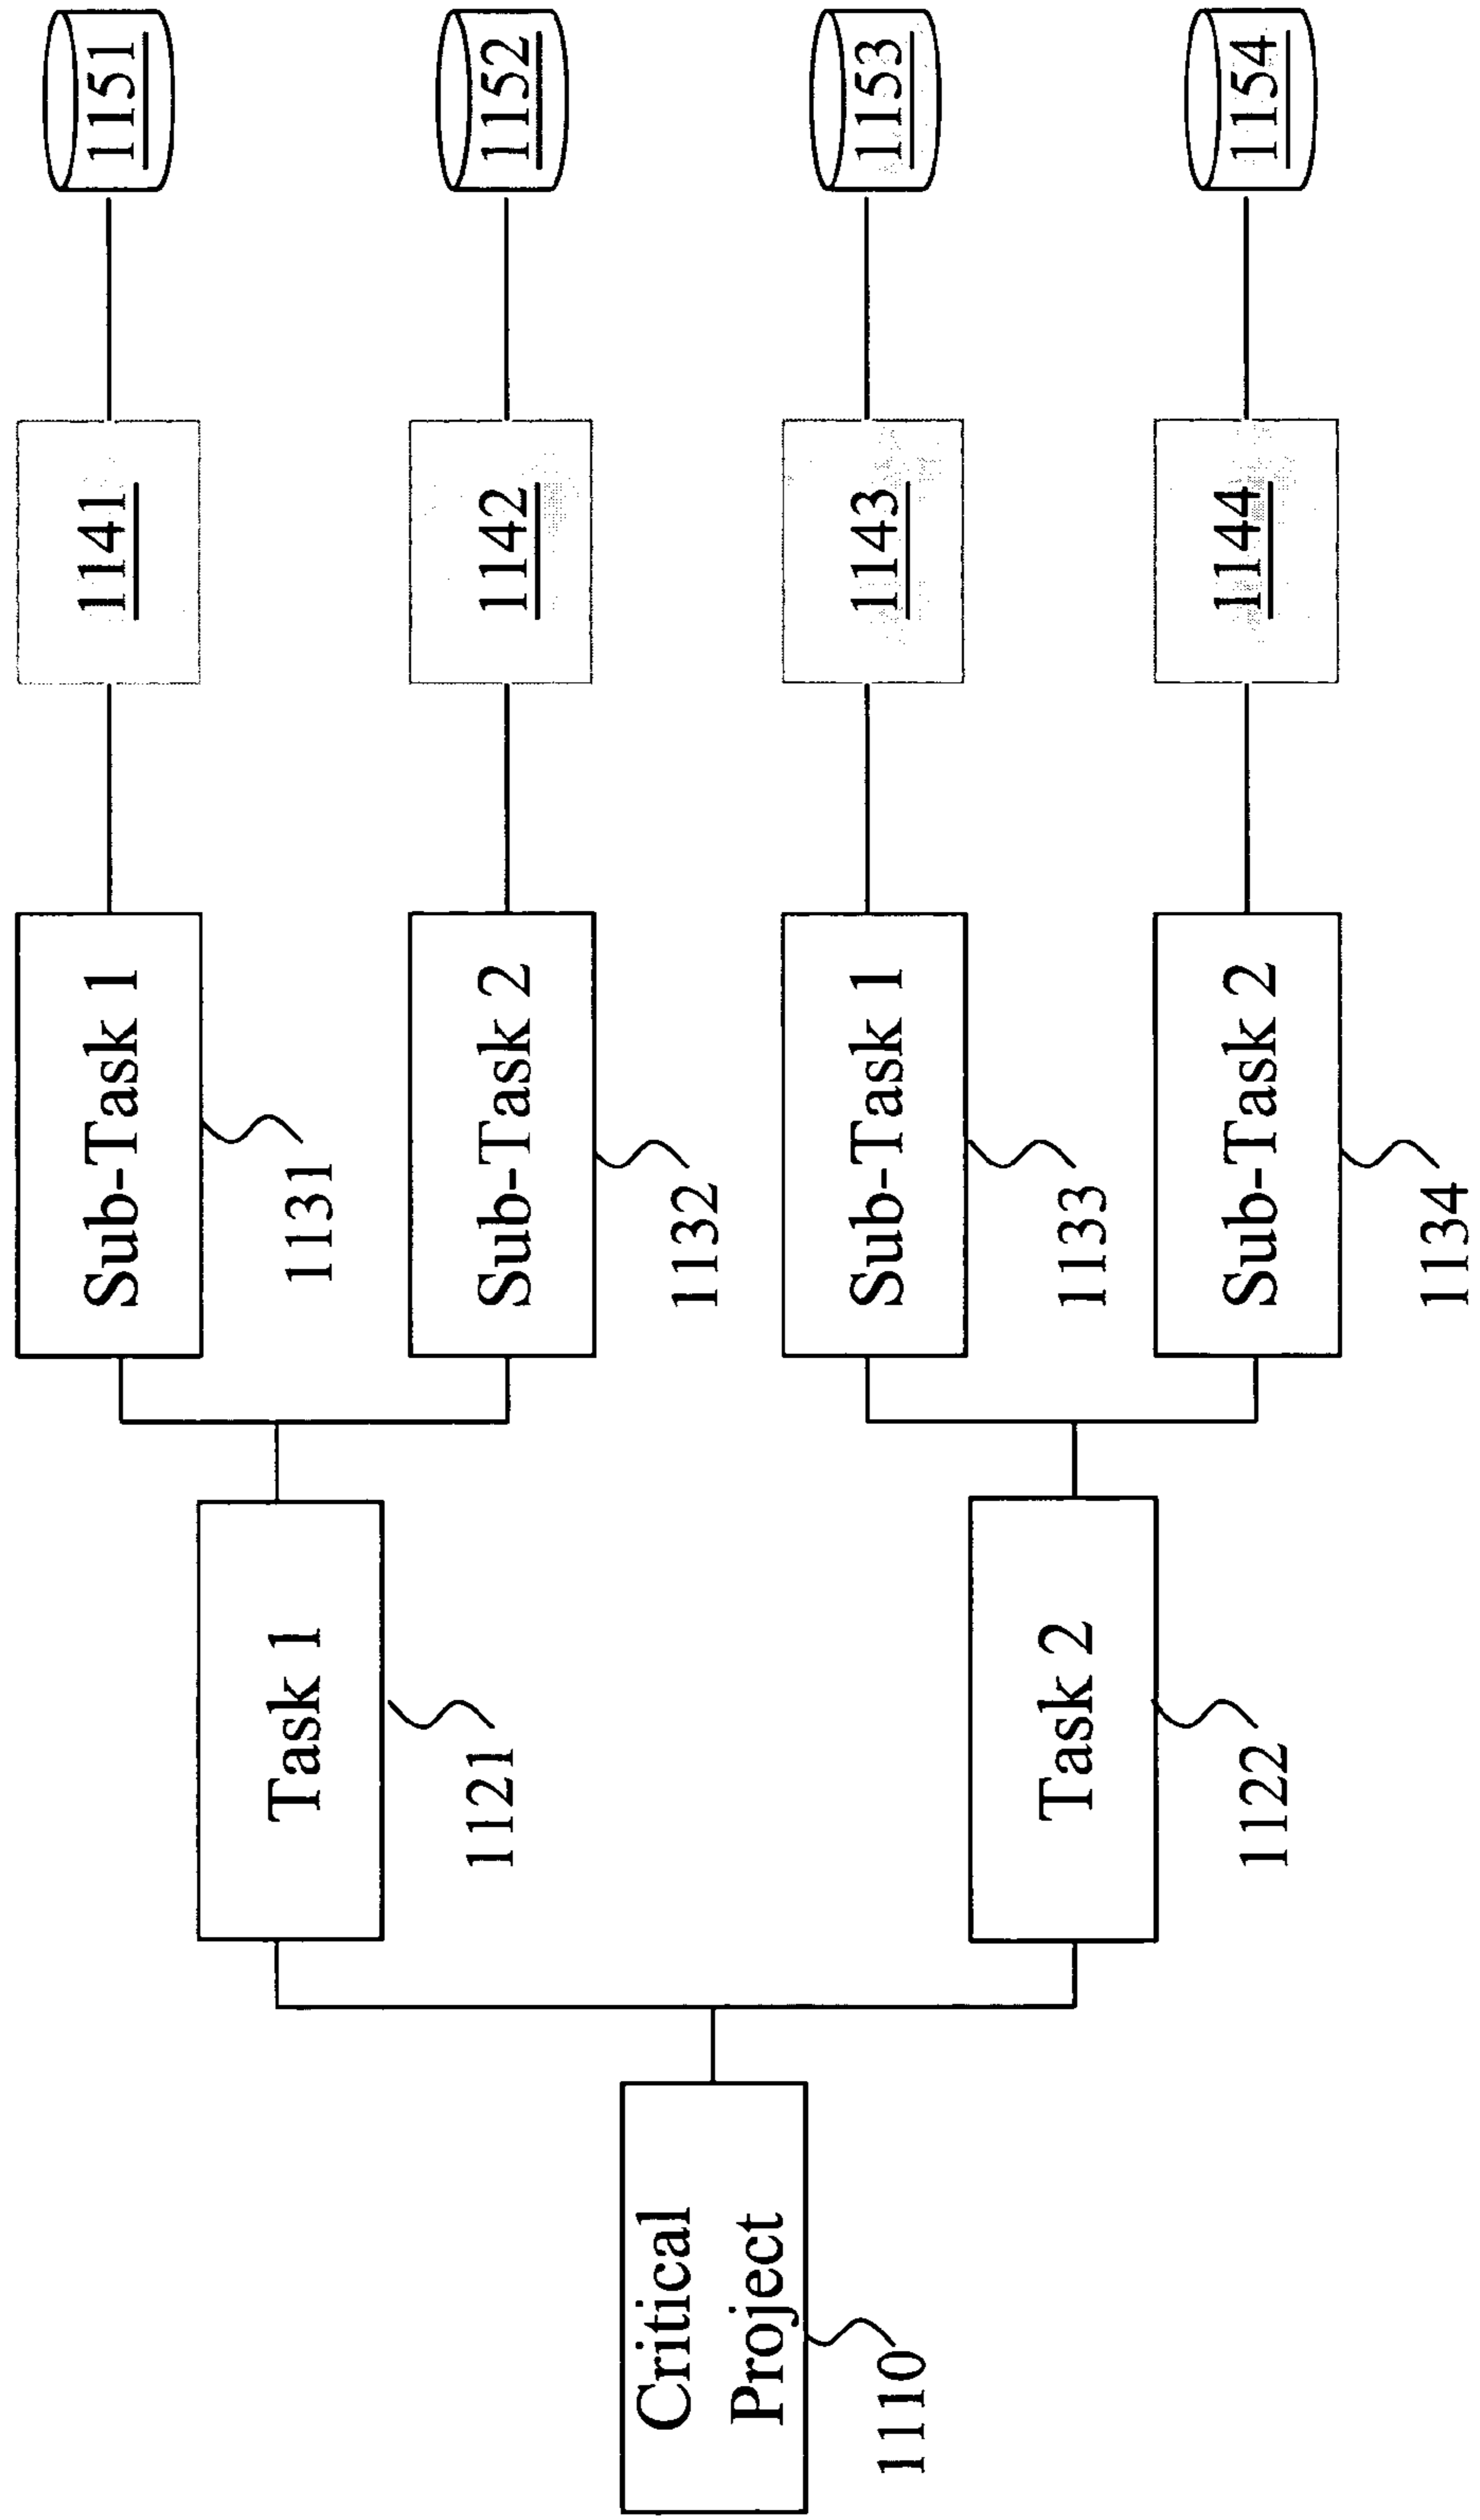 Critical
Project
1110
Task 1
1121
Task 2
1122
Sub-Task 1
1131
Sub-Task 2
1132
Sub-Task 1
1133
Sub-Task 2
1134
1141
1142
1143
1144
1151
1152
1153
1154